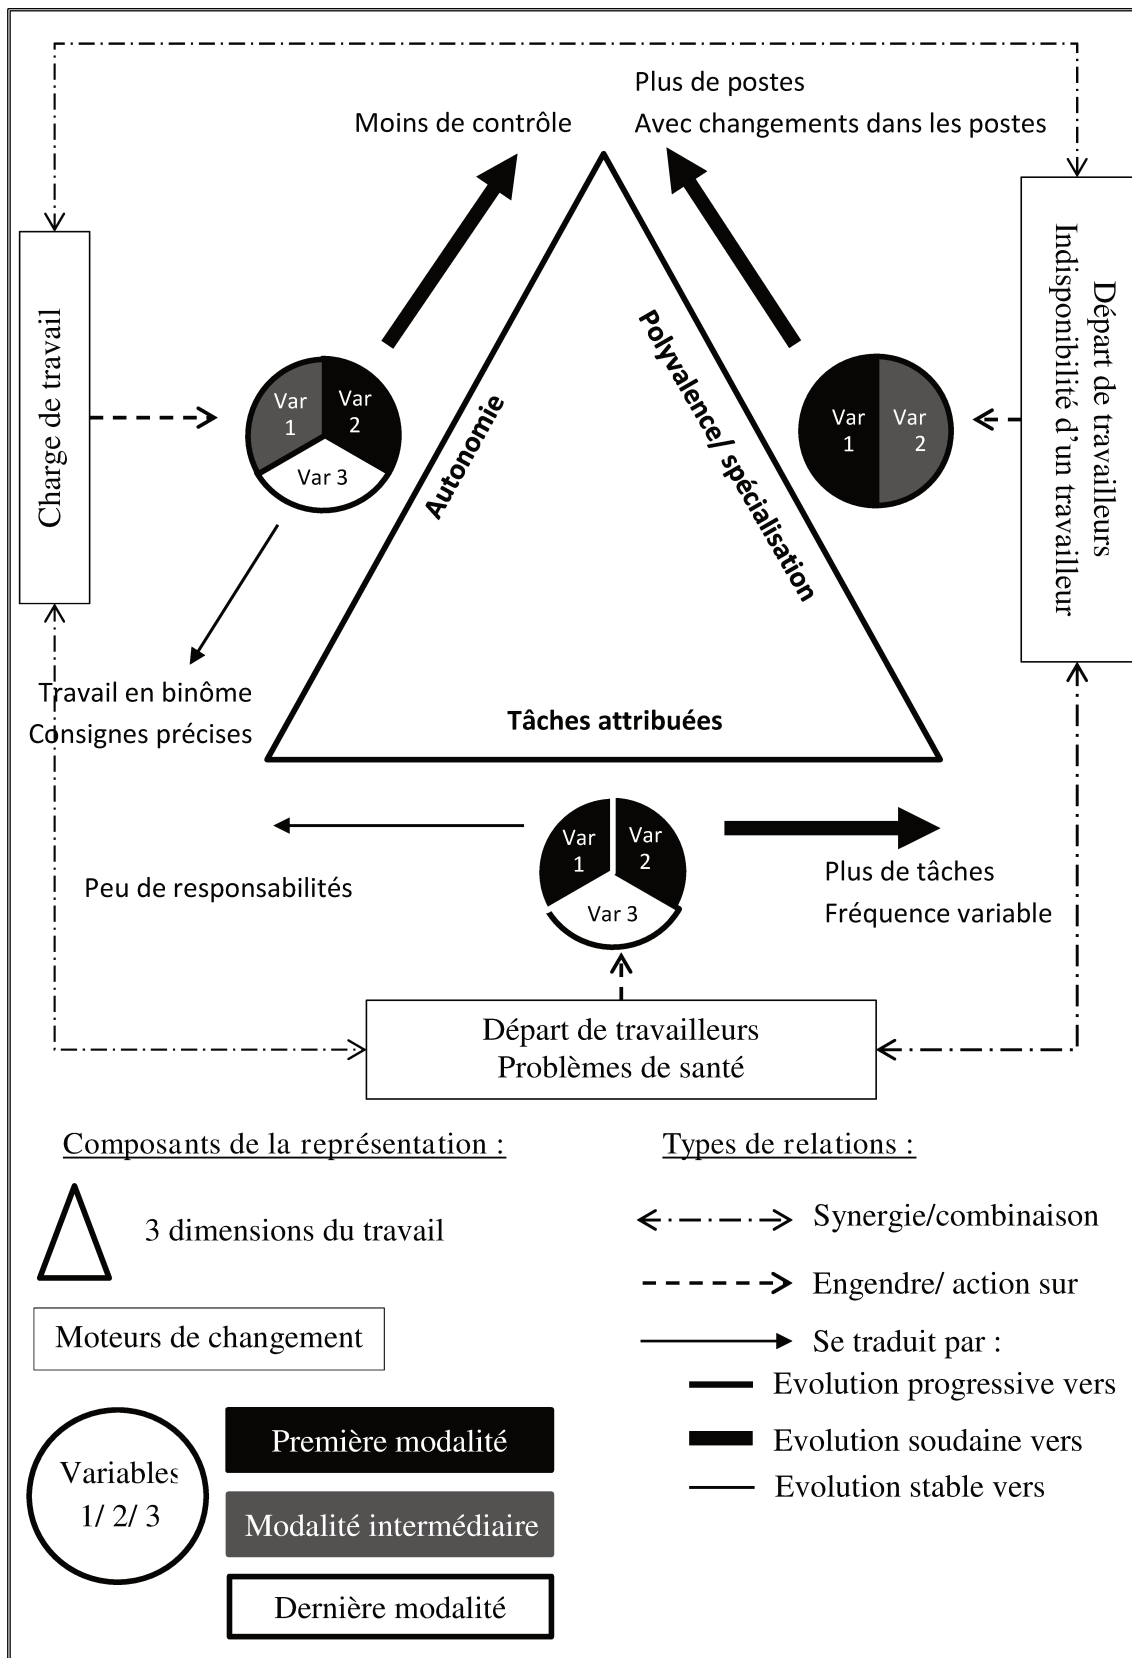 Plus de postes
Moins de contrôle
Avec changements dans les postes
Charge de travail
Départ de travailleurs
Indisponibilité d'un travailleur
Var
1
Var
2
Var 3
Autonomie
Polyvalence/ spécialisation
Var
1
Var
2
Travail en binôme
Consignes précises
Tâches attribuées
Var
1
Var
2
Var 3
Peu de responsabilités
Plus de tâches
Fréquence variable
Départ de travailleurs
Problèmes de santé
Composants de la représentation :
3 dimensions du travail
Moteurs de changement
Variables
1/ 2/ 3
Première modalité
Modalité intermédiaire
Dernière modalité
Types de relations :
Synergie/combinaison
Engendre/ action sur
Se traduit par :
Evolution progressive vers
Evolution soudaine vers
Evolution stable vers